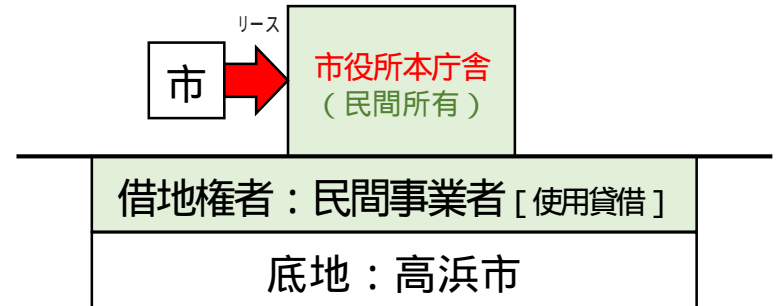 リース
市
市役所本庁舎
（民間所有）
借地権者：民間事業者［使用貸借］
底地：高浜市